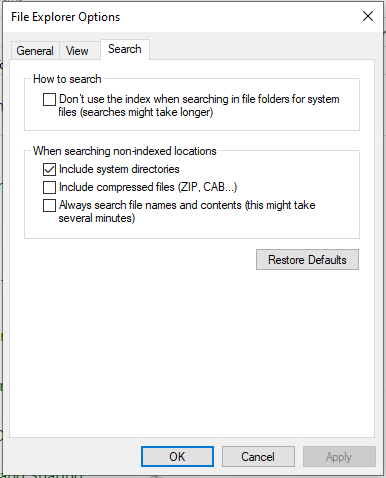 File Explorer Options
General View Search
How to search
Don't use the index when searching in file folders for system
files (searches might take longer)
When searching non-indexed locations
Include system directories
Include compressed files (ZIP, CAB...)
Always search file names and contents (this might take
several minutes)
Restore Defaults
OK Cancel Apply